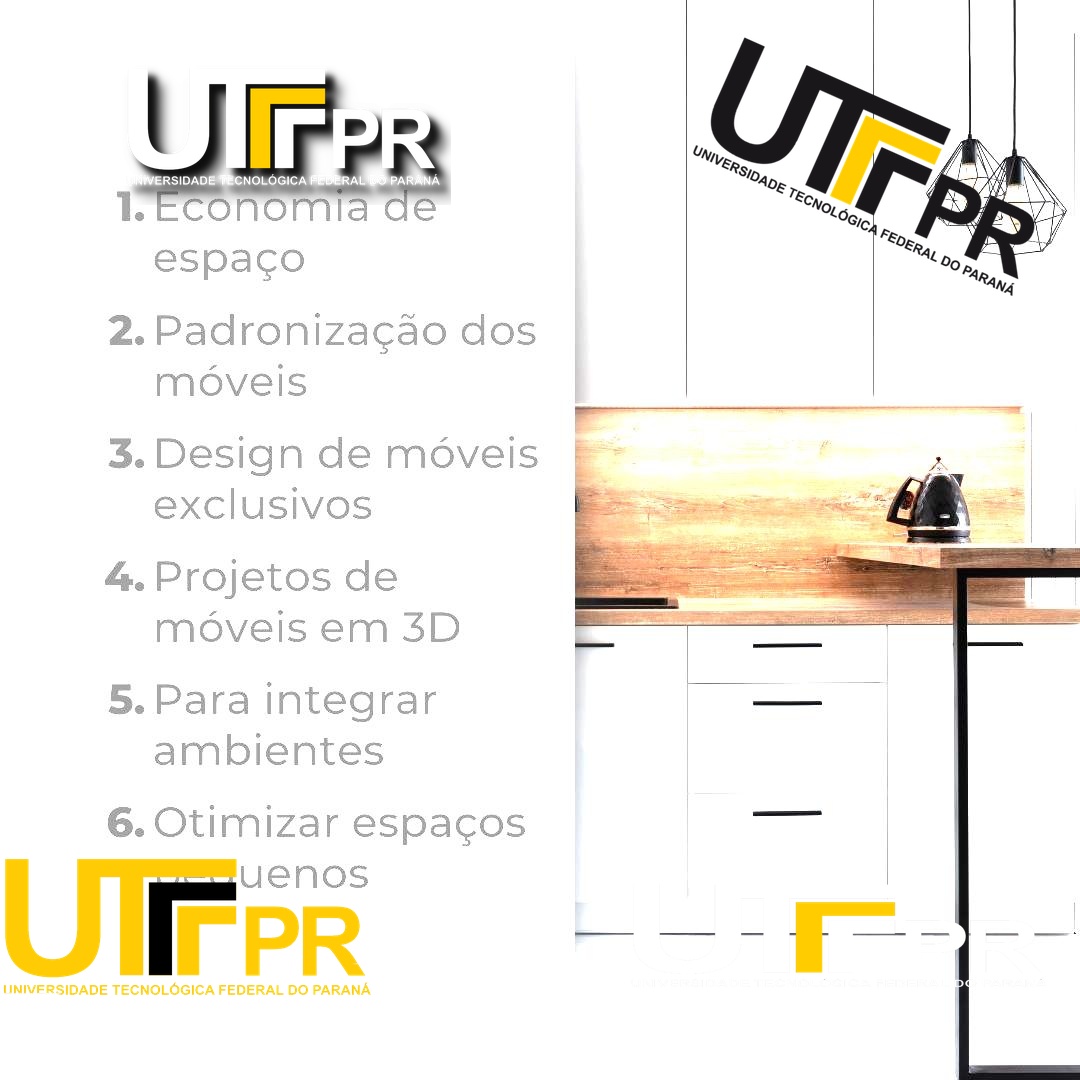 UTFPR
UNIVERSIDADE TECNOLÓGICA FEDERAL DO PARANÁ
UTFPR
UNIVERSIDADE TECNOLÓGICA FEDERAL DO PARANÁ
1. Economia de
espaço
2. Padronização dos
móveis
3. Design de móveis
exclusivos
4. Projetos de
móveis em 3D
5. Para integrar
ambientes
6. Otimizar espaços
pequenos
UTFPR
UNIVERSIDADE TECNOLÓGICA FEDERAL DO PARANÁ